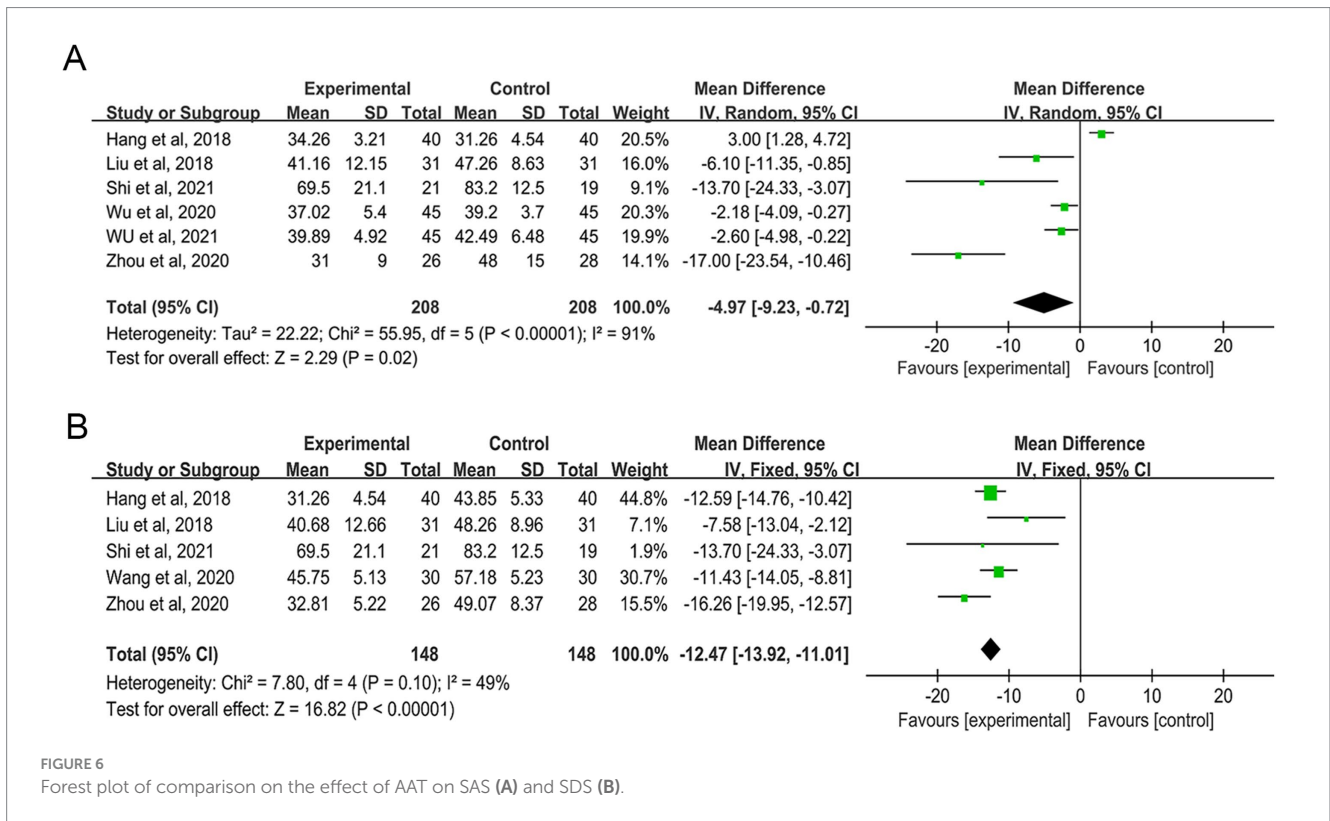 A
Experimental Control Mean Difference Mean Difference
Study or Subgroup Mean SD Total Mean SD Total Weight IV, Random, 95% CI IV, Random, 95% CI
Hang et al, 2018 34.26 3.21 40 31.26 4.54 40 20.5% 3.00 [1.28, 4.72]
Liu et al, 2018 41.16 12.15 31 47.26 8.63 31 16.0% -6.10 [-11.35, -0.85]
Shi et al, 2021 69.5 21.1 21 83.2 12.5 19 9.1% -13.70 [-24.33, -3.07]
Wu et al, 2020 37.02 5.4 45 39.2 3.7 45 20.3% -2.18 [-4.09, -0.27]
WU et al, 2021 39.89 4.92 45 42.49 6.48 45 19.9% -2.60 [-4.98, -0.22]
Zhou et al, 2020 31 9 26 48 15 28 14.1% -17.00 [-23.54, -10.46]
Total (95% CI) 208 208 100.0% -4.97 [-9.23, -0.72]
Heterogeneity: Tau² = 22.22; Chi² = 55.95, df = 5 (P < 0.00001); I² = 91%
Test for overall effect: Z = 2.29 (P = 0.02)
-20 -10 0 10 20
Favours [experimental] Favours [control]
B
Experimental Control Mean Difference Mean Difference
Study or Subgroup Mean SD Total Mean SD Total Weight IV, Fixed, 95% CI IV, Fixed, 95% CI
Hang et al, 2018 31.26 4.54 40 43.85 5.33 40 44.8% -12.59 [-14.76, -10.42]
Liu et al, 2018 40.68 12.66 31 48.26 8.96 31 7.1% -7.58 [-13.04, -2.12]
Shi et al, 2021 69.5 21.1 21 83.2 12.5 19 1.9% -13.70 [-24.33, -3.07]
Wang et al, 2020 45.75 5.13 30 57.18 5.23 30 30.7% -11.43 [-14.05, -8.81]
Zhou et al, 2020 32.81 5.22 26 49.07 8.37 28 15.5% -16.26 [-19.95, -12.57]
Total (95% CI) 148 148 100.0% -12.47 [-13.92, -11.01]
Heterogeneity: Chi² = 7.80, df = 4 (P = 0.10); I² = 49%
Test for overall effect: Z = 16.82 (P < 0.00001)
-20 -10 0 10 20
Favours [experimental] Favours [control]
FIGURE 6
Forest plot of comparison on the effect of AAT on SAS (A) and SDS (B).